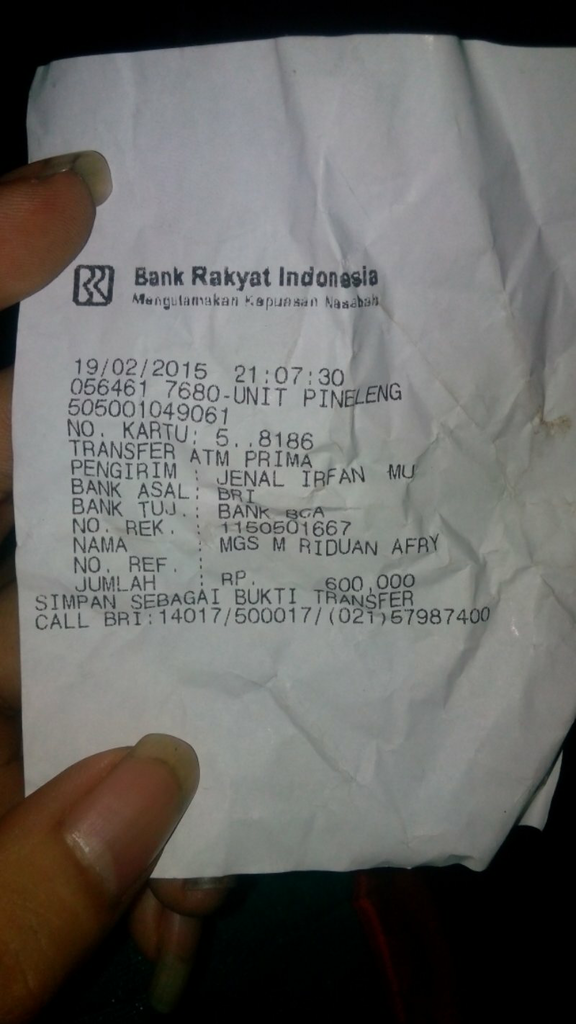 Bank Rakyat Indonesia
Mengutamakan Kepuasan Nasabah
19/02/2015 21:07:30
056461 7680-UNIT PINELENG
505001049061
NO. KARTU: 5..8186
TRANSFER ATM PRIMA
PENGIRIM : JENAL IRFAN MU
BANK ASAL: BRI
BANK TUJ.: BANK BCA
NO. REK. : 1150501667
NAMA : MGS M RIDUAN AFRY
NO. REF. :
JUMLAH : RP. 600,000
SIMPAN SEBAGAI BUKTI TRANSFER
CALL BRI:14017/500017/(021)57987400